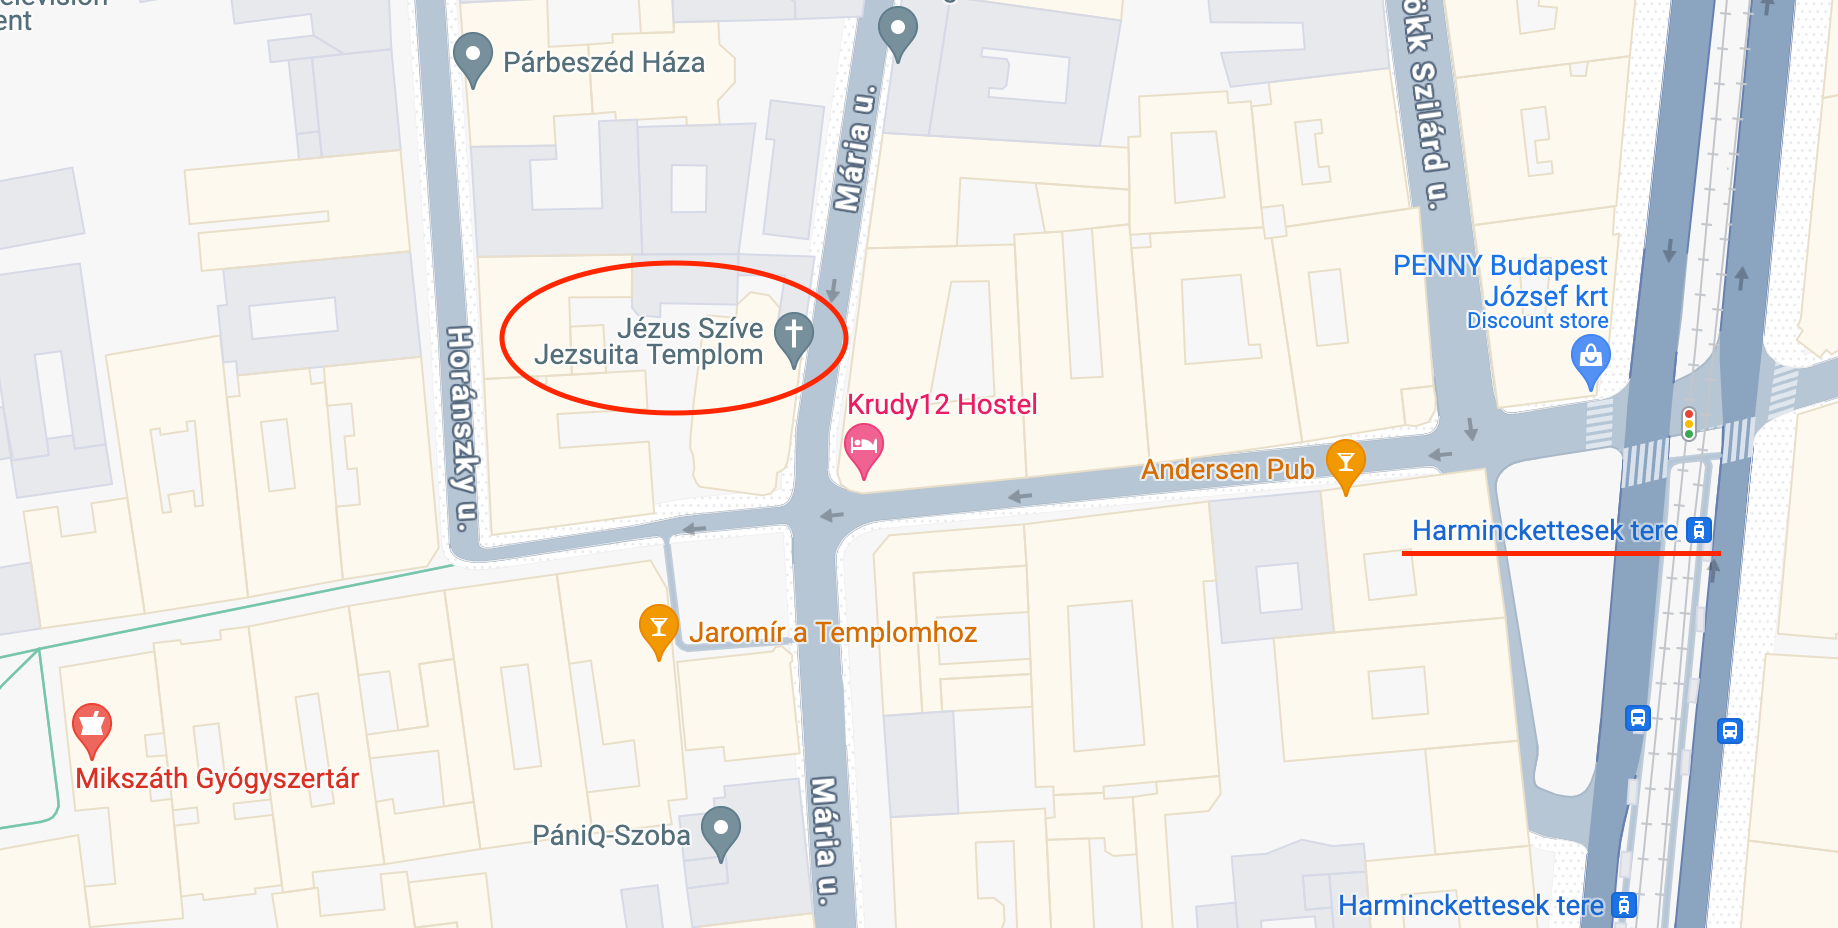 ent
Párbeszéd Háza
Mária u.
ökk Szilárd u.
PENNY Budapest
József krt
Discount store
Jézus Szíve
Jezsuita Templom
Horánszky u.
Krudy12 Hostel
Andersen Pub
Harminckettesek tere
Jaromír a Templomhoz
Mikszáth Gyógyszertár
PániQ-Szoba
Mária u.
Harminckettesek tere